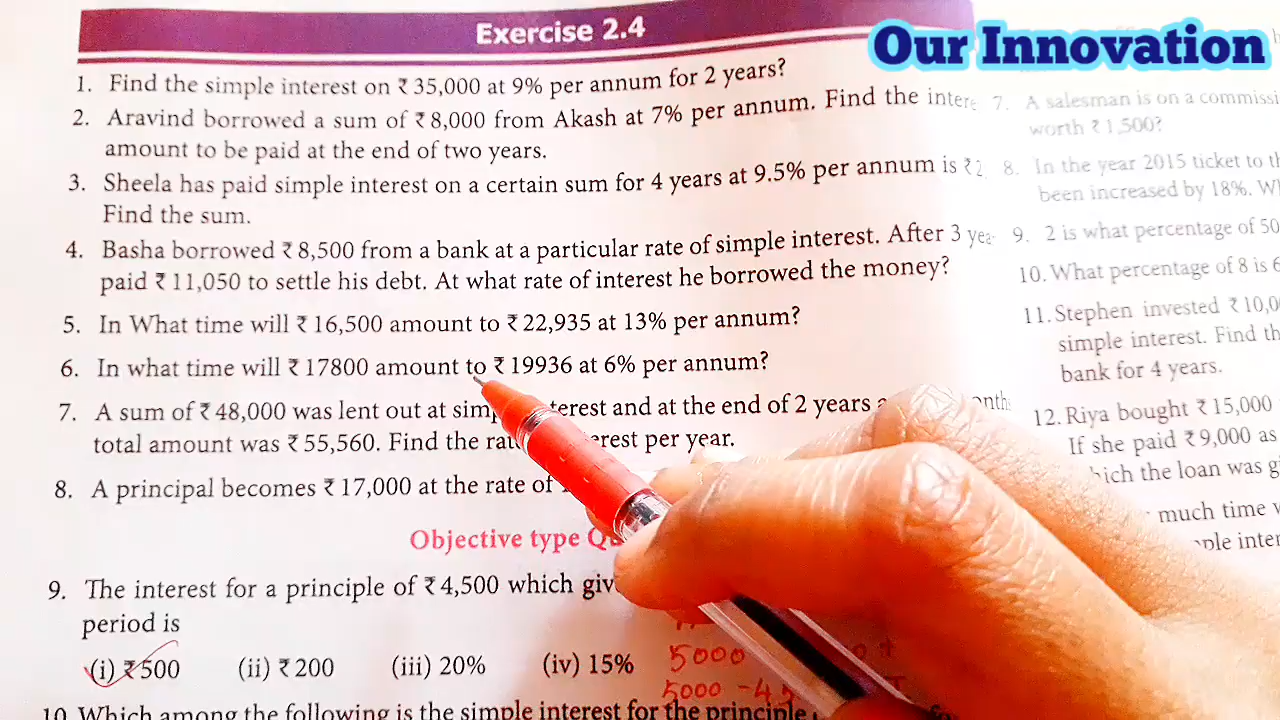 Exercise 2.4
Our Innovation
1. Find the simple interest on ₹ 35,000 at 9% per annum for 2 years?
2. Aravind borrowed a sum of ₹ 8,000 from Akash at 7% per annum. Find the
amount to be paid at the end of two years.
3. Sheela has paid simple interest on a certain sum for 4 years at 9.5% per annum is ₹
Find the sum.
4. Basha borrowed ₹ 8,500 from a bank at a particular rate of simple interest. After 3
paid ₹ 11,050 to settle his debt. At what rate of interest he borrowed the money?
5. In What time will ₹ 16,500 amount to ₹ 22,935 at 13% per annum?
6. In what time will ₹ 17800 amount to ₹ 19936 at 6% per annum?
7. A sum of ₹ 48,000 was lent out at and at the end of 2 years
total amount was ₹ 55,560. Find the per year.
8. A principal becomes ₹ 17,000 at the rate of
Objective type
9. The interest for a principle of ₹ 4,500 which
period is
(i) ₹ 500 (ii) ₹ 200 (iii) 20% (iv) 15%
5000
5000 - 45
10. Which among the following is the simple interest for the principle
7. A salesman is on a
worth ₹ 1,500?
8. In the year 2015 ticket to
been increased by 18%.
9. 2 is what percentage of 50
10. What percentage of 8 is
11. Stephen invested ₹
simple interest. Find
bank for 4 years.
12. Riya bought ₹ 15,000
If she paid ₹ 9,000 as
the loan was
much time